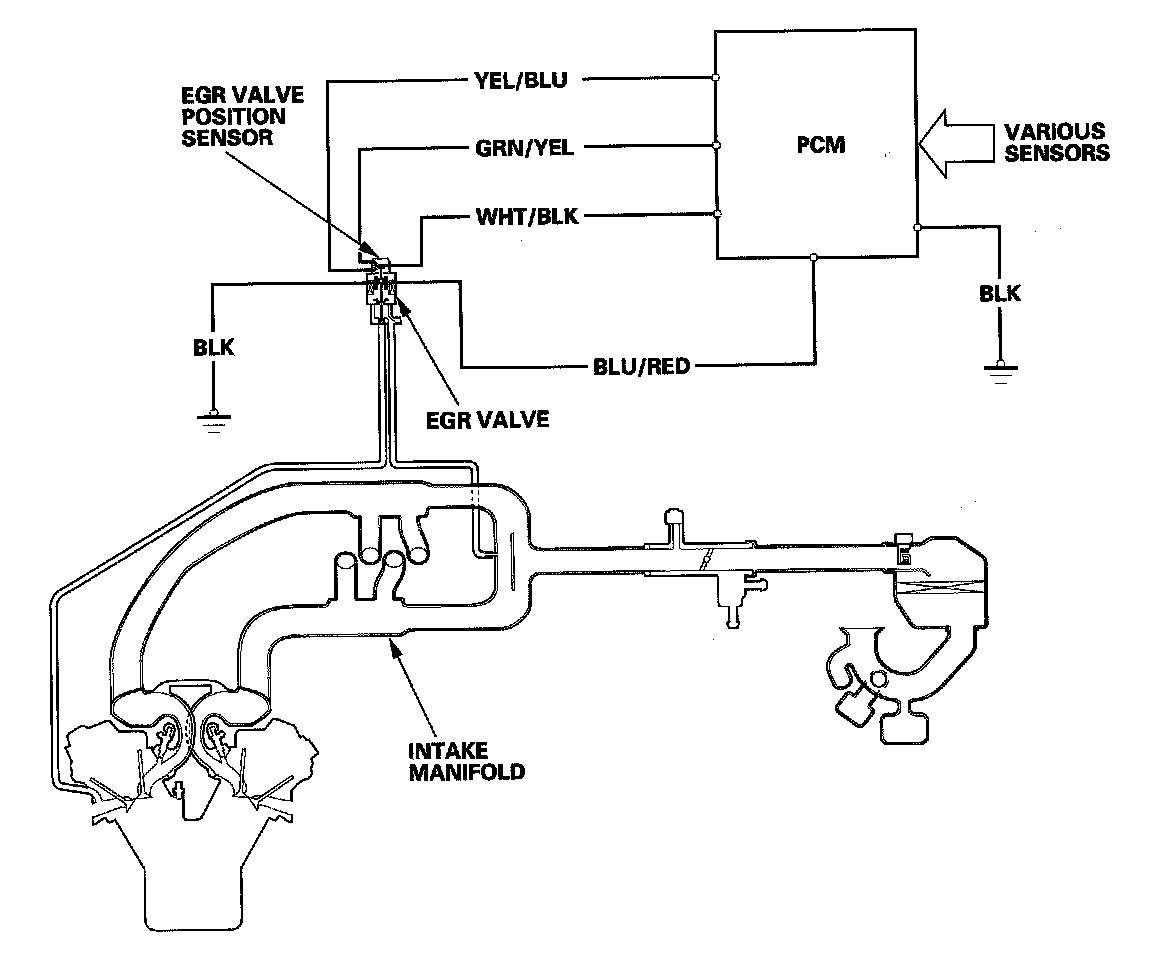 YEL/BLU
EGR VALVE
POSITION
SENSOR
GRN/YEL
PCM
VARIOUS
SENSORS
WHT/BLK
BLK
BLK
BLU/RED
EGR VALVE
INTAKE
MANIFOLD